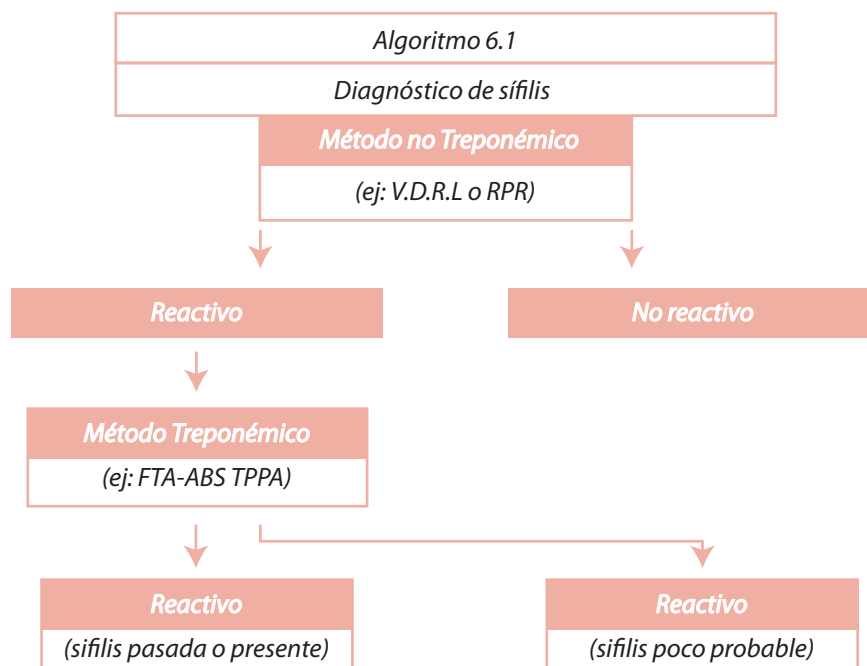 Algoritmo 6.1
Diagnóstico de sífilis
Método no Treponémico
(ej: V.D.R.L o RPR)
Reactivo
No reactivo
Método Treponémico
(ej: FTA-ABS TPPA)
Reactivo
(sifilis pasada o presente)
Reactivo
(sifilis poco probable)